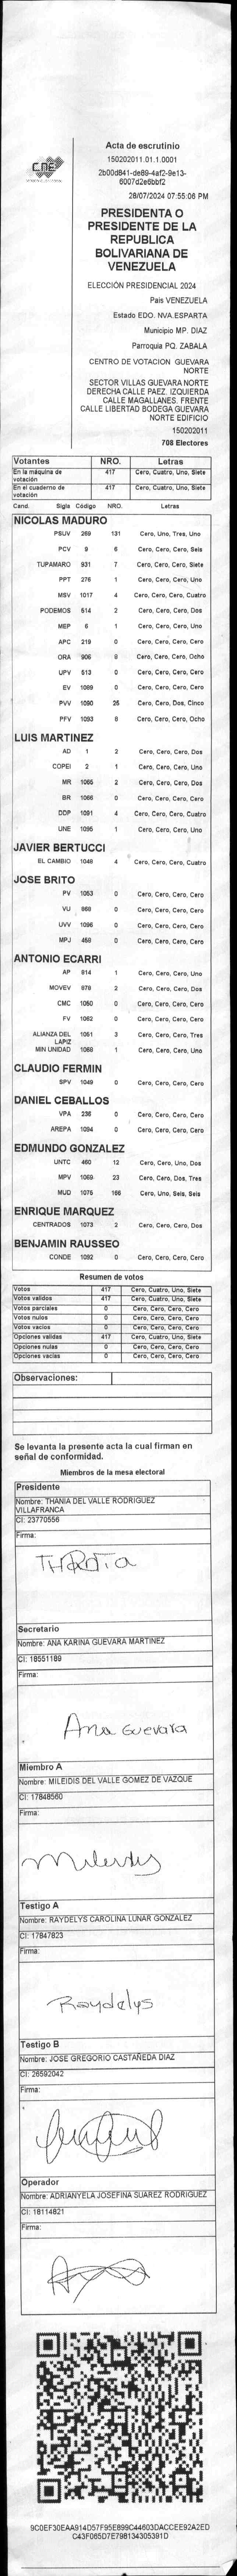 CNE
Acta de escrutinio
150202011.01.1.0001
2b00d841-de89-4af2-9e13-
6007d2e6bbf2
28/07/2024 07:55:06 PM
PRESIDENTA O
PRESIDENTE DE LA
REPUBLICA
BOLIVARIANA DE
VENEZUELA
ELECCIÓN PRESIDENCIAL 2024
Pais VENEZUELA
Estado EDO. NVA.ESPARTA
Municipio MP. DIAZ
Parroquia PQ. ZABALA
CENTRO DE VOTACION GUEVARA
NORTE
SECTOR VILLAS GUEVARA NORTE
DERECHA CALLE PAEZ. IZQUIERDA
CALLE MAGALLANES. FRENTE
CALLE LIBERTAD BODEGA GUEVARA
NORTE EDIFICIO
150202011
708 Electores
Votantes NRO. Letras
En la máquina de votación 417 Cero, Cuatro, Uno, Siete
En el cuaderno de votación 417 Cero, Cuatro, Uno, Siete
Cand. Sigla Código NRO. Letras
NICOLAS MADURO
PSUV 269 131 Cero, Uno, Tres, Uno
PCV 9 6 Cero, Cero, Cero, Seis
TUPAMARO 931 7 Cero, Cero, Cero, Siete
PPT 276 1 Cero, Cero, Cero, Uno
MSV 1017 4 Cero, Cero, Cero, Cuatro
PODEMOS 514 2 Cero, Cero, Cero, Dos
MEP 6 1 Cero, Cero, Cero, Uno
APC 219 0 Cero, Cero, Cero, Cero
ORA 906 8 Cero, Cero, Cero, Ocho
UPV 513 0 Cero, Cero, Cero, Cero
EV 1089 0 Cero, Cero, Cero, Cero
PVV 1090 25 Cero, Cero, Dos, Cinco
PFV 1093 8 Cero, Cero, Cero, Ocho
LUIS MARTINEZ
AD 1 2 Cero, Cero, Cero, Dos
COPEI 2 1 Cero, Cero, Cero, Uno
MR 1065 2 Cero, Cero, Cero, Dos
BR 1066 0 Cero, Cero, Cero, Cero
DDP 1091 4 Cero, Cero, Cero, Cuatro
UNE 1095 1 Cero, Cero, Cero, Uno
JAVIER BERTUCCI
EL CAMBIO 1048 4 Cero, Cero, Cero, Cuatro
JOSE BRITO
PV 1053 0 Cero, Cero, Cero, Cero
VU 968 0 Cero, Cero, Cero, Cero
UVV 1096 0 Cero, Cero, Cero, Cero
MPJ 458 0 Cero, Cero, Cero, Cero
ANTONIO ECARRI
AP 914 1 Cero, Cero, Cero, Uno
MOVEV 979 2 Cero, Cero, Cero, Dos
CMC 1050 0 Cero, Cero, Cero, Cero
FV 1062 0 Cero, Cero, Cero, Cero
ALIANZA DEL LAPIZ 1051 3 Cero, Cero, Cero, Tres
MIN UNIDAD 1068 1 Cero, Cero, Cero, Uno
CLAUDIO FERMIN
SPV 1049 0 Cero, Cero, Cero, Cero
DANIEL CEBALLOS
VPA 236 0 Cero, Cero, Cero, Cero
AREPA 1094 0 Cero, Cero, Cero, Cero
EDMUNDO GONZALEZ
UNTC 460 12 Cero, Cero, Uno, Dos
MPV 1069 23 Cero, Cero, Dos, Tres
MUD 1075 166 Cero, Uno, Seis, Seis
ENRIQUE MARQUEZ
CENTRADOS 1073 2 Cero, Cero, Cero, Dos
BENJAMIN RAUSSEO
CONDE 1092 0 Cero, Cero, Cero, Cero
Resumen de votos
Votos 417 Cero, Cuatro, Uno, Siete
Votos validos 417 Cero, Cuatro, Uno, Siete
Votos parciales 0 Cero, Cero, Cero, Cero
Votos nulos 0 Cero, Cero, Cero, Cero
Votos vacios 0 Cero, Cero, Cero, Cero
Opciones validas 417 Cero, Cuatro, Uno, Siete
Opciones nulas 0 Cero, Cero, Cero, Cero
Opciones vacias 0 Cero, Cero, Cero, Cero
Observaciones:
Se levanta la presente acta la cual firman en
señal de conformidad.
Miembros de la mesa electoral
Presidente
Nombre: THANIA DEL VALLE RODRIGUEZ
VILLAFRANCA
CI: 23770556
Firma:
THANIA
Secretario
Nombre: ANA KARINA GUEVARA MARTINEZ
CI: 18551189
Firma:
Ana Guevara
Miembro A
Nombre: MILEIDIS DEL VALLE GOMEZ DE VAZQUE
CI: 17848560
Firma:
Testigo A
Nombre: RAYDELYS CAROLINA LUNAR GONZALEZ
CI: 17847823
Firma:
Raydelys
Testigo B
Nombre: JOSE GREGORIO CASTAÑEDA DIAZ
CI: 26592042
Firma:
Operador
Nombre: ADRIANYELA JOSEFINA SUAREZ RODRIGUEZ
CI: 18114821
Firma:
9C0EF30EAA914D57F95E899C44603DACCEE92A2ED
C43F065D7E798134305391D